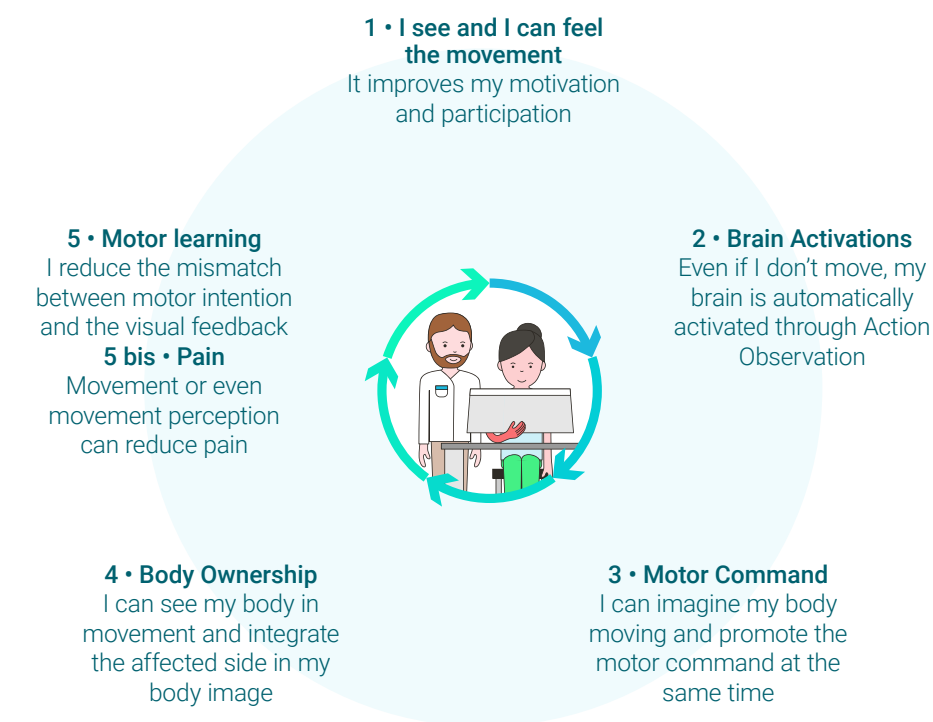 1 • I see and I can feel
the movement
It improves my motivation
and participation
2 • Brain Activations
Even if I don’t move, my
brain is automatically
activated through Action
Observation
3 • Motor Command
I can imagine my body
moving and promote the
motor command at the
same time
4 • Body Ownership
I can see my body in
movement and integrate
the affected side in my
body image
5 • Motor learning
I reduce the mismatch
between motor intention
and the visual feedback
5 bis • Pain
Movement or even
movement perception
can reduce pain